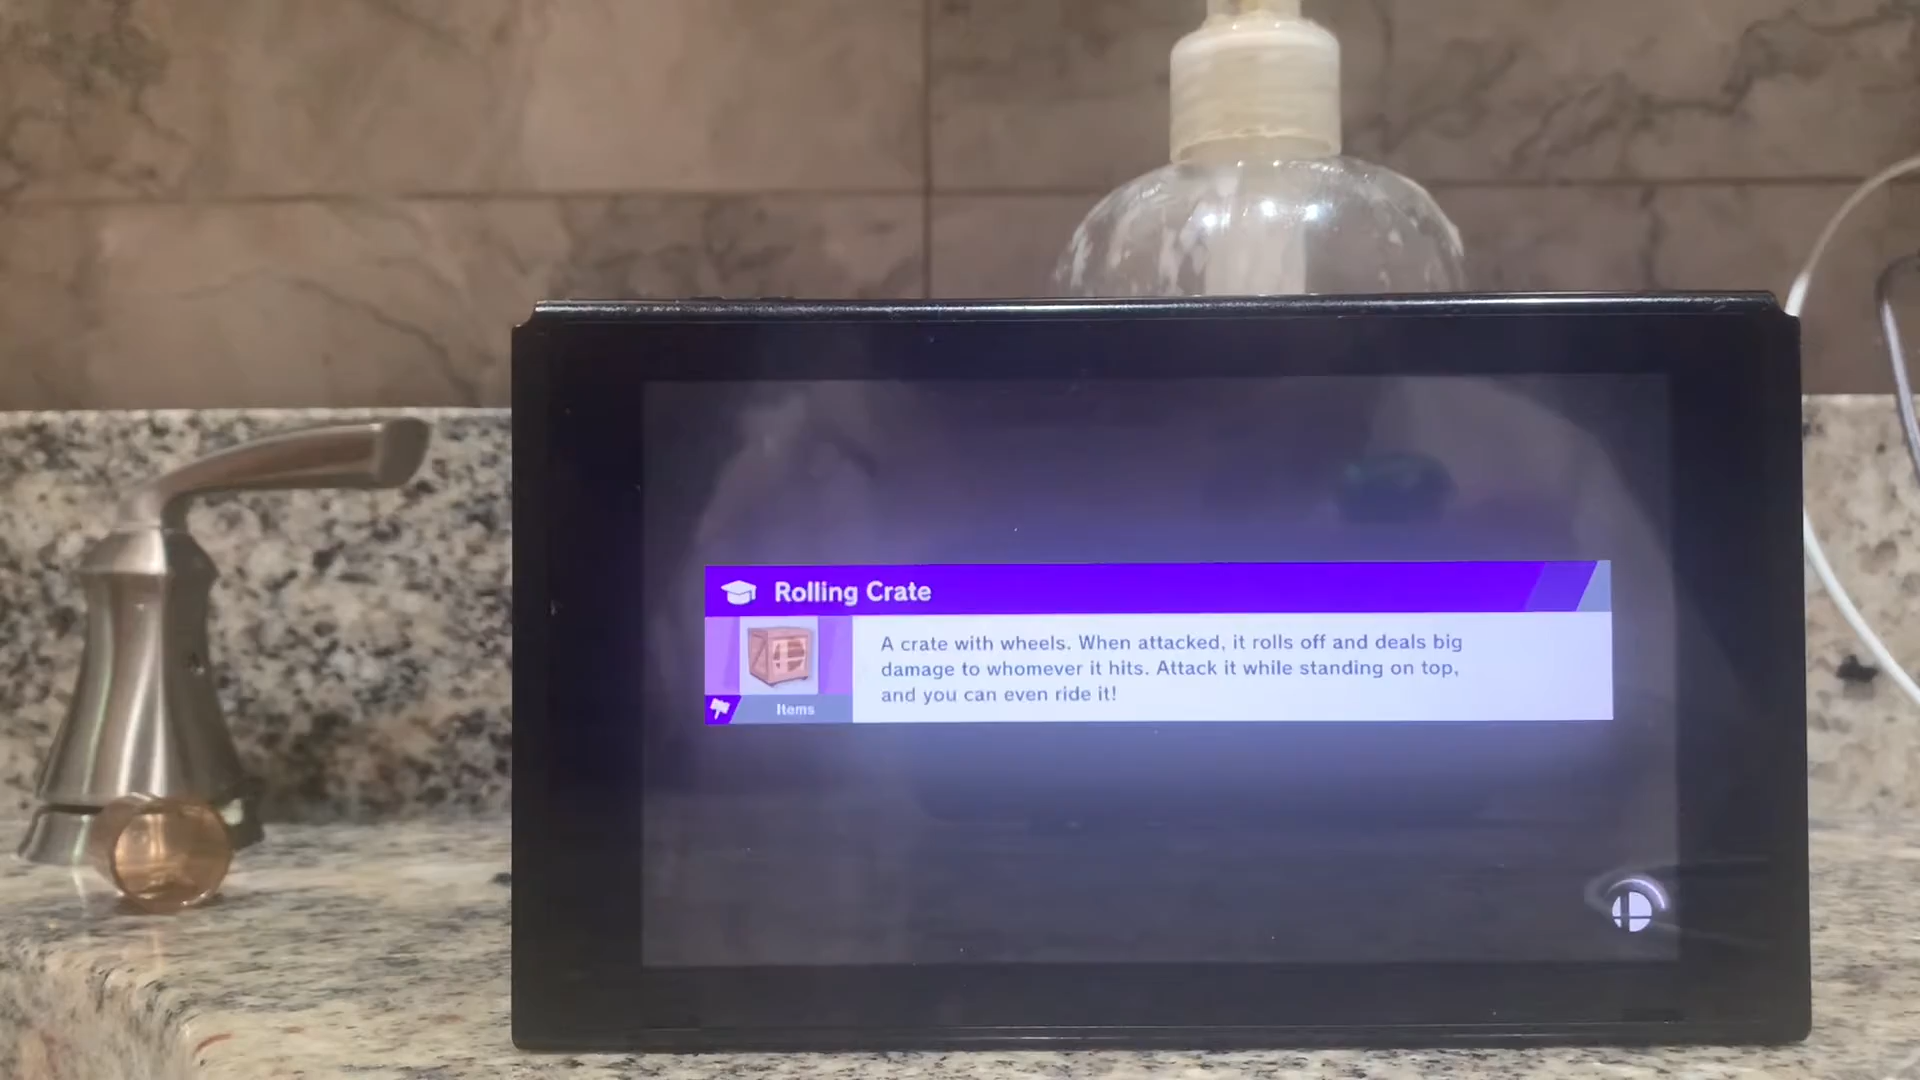 Rolling Crate
A crate with wheels. When attacked, it rolls off and deals big
damage to whomever it hits. Attack it while standing on top,
and you can even ride it!
Items